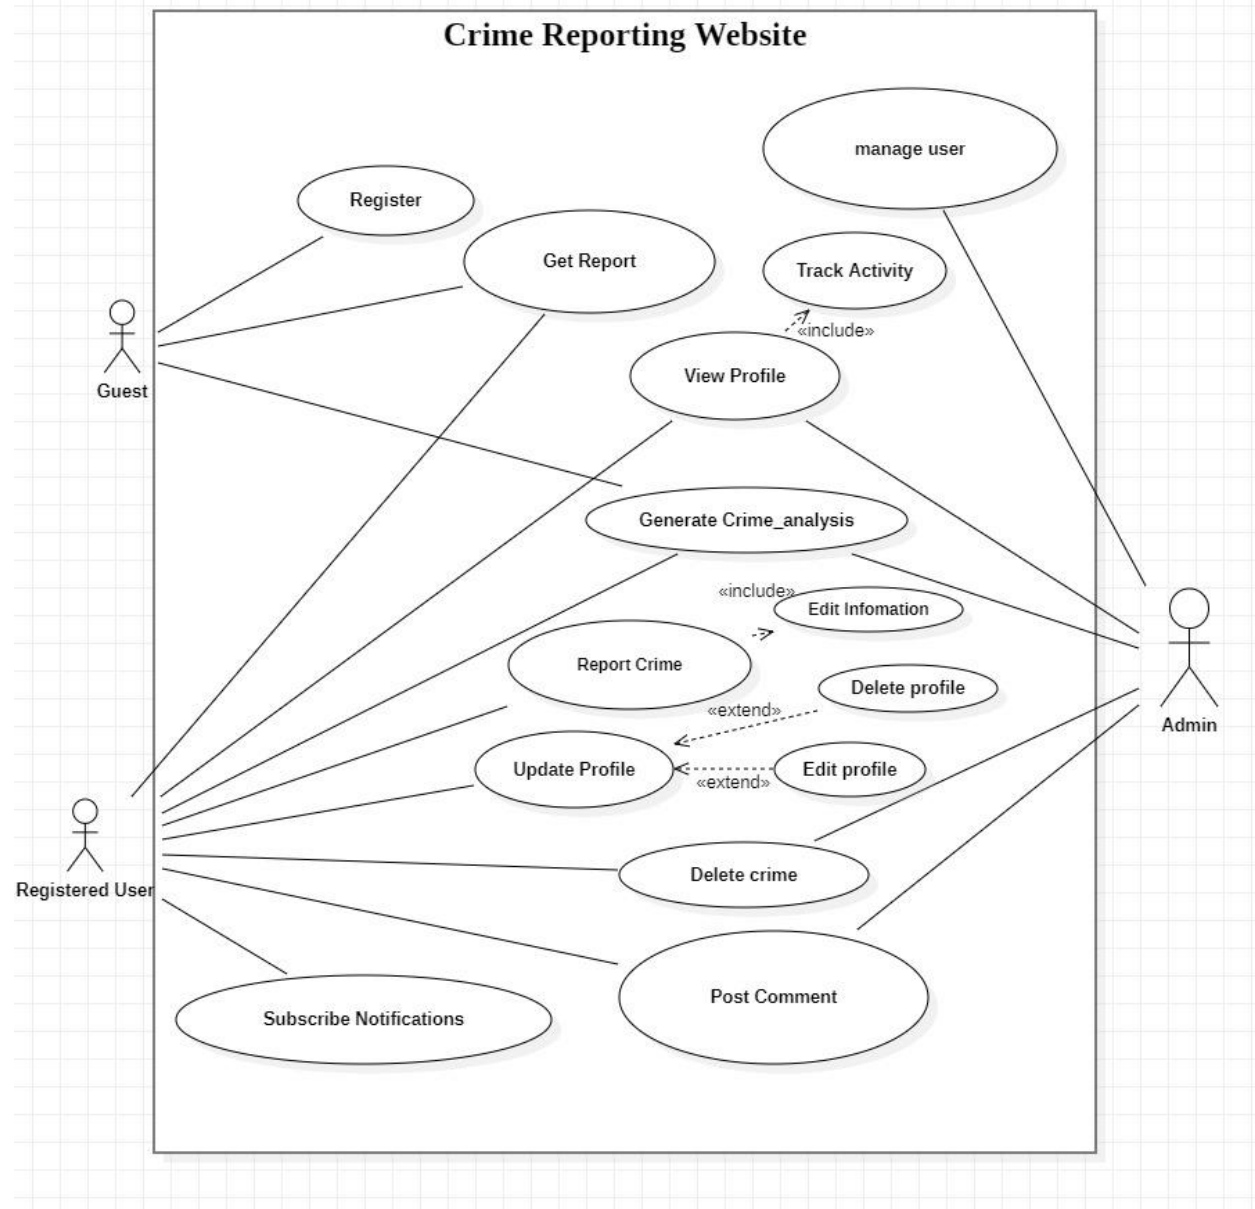 Crime Reporting Website
manage user
Register
Get Report
Track Activity
«include»
Guest
View Profile
Generate Crime_analysis
«include»
Edit Infomation
Report Crime
Delete profile
«extend»
Admin
Update Profile
Edit profile
«extend»
Delete crime
Registered User
Post Comment
Subscribe Notifications